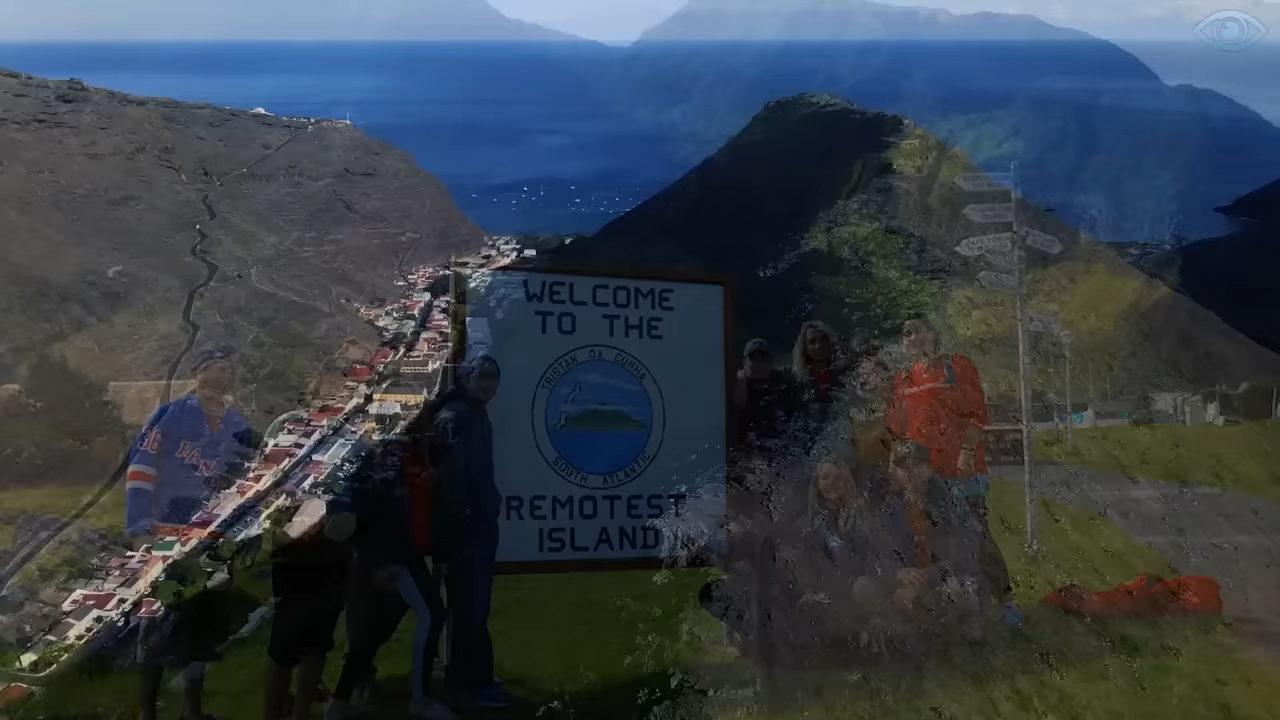 WELCOME
TO THE
TRISTAN DA CUNHA
SOUTH ATLANTIC
REMOTEST
ISLAND